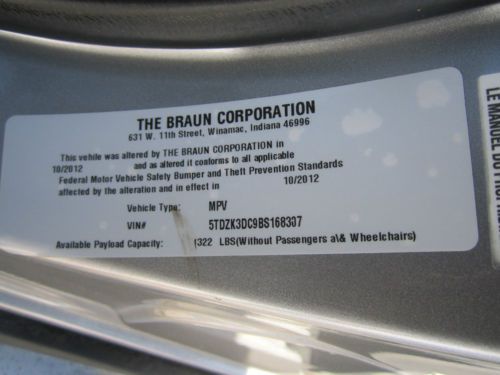 THE BRAUN CORPORATION
631 W. 11th Street, Winamac, Indiana 46996
This vehile was altered by THE BRAUN CORPORATION in
10/2012 and as altered it conforms to all applicable
Federal Motor Vehicle Safety Bumper and Theft Prevention Standards
affected by the alteration and in effect in 10/2012
Vehicle Type: MPV
VIN# 5TDZK3DC9BS168337
Available Payload Capacity: 1322 LBS(Without Passengers a\& Wheelchairs)
LE MANUEL DU